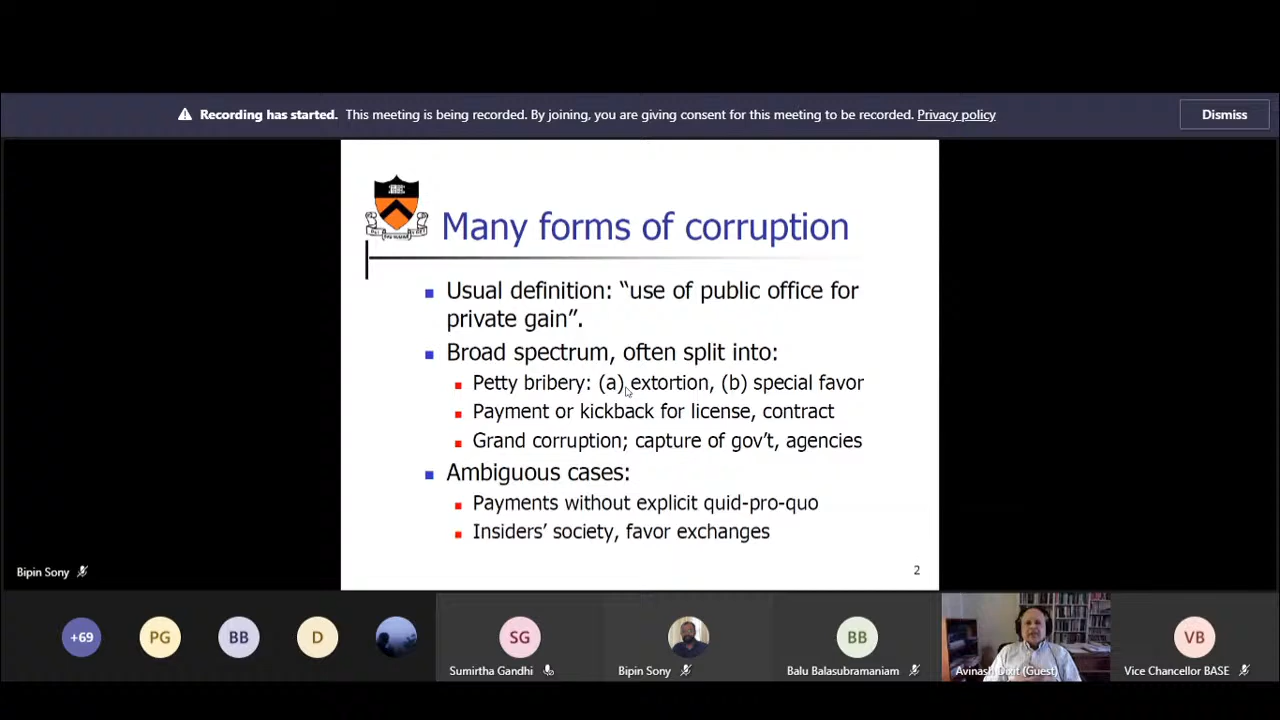 Recording has started. This meeting is being recorded. By joining, you are giving consent for this meeting to be recorded. Privacy policy
Dismiss
Many forms of corruption
Usual definition: “use of public office for
private gain”.
Broad spectrum, often split into:
Petty bribery: (a) extortion, (b) special favor
Payment or kickback for license, contract
Grand corruption; capture of gov’t, agencies
Ambiguous cases:
Payments without explicit quid-pro-quo
Insiders’ society, favor exchanges
2
Bipin Sony
+69
PG
BB
D
SG
BB
VB
Sumirtha Gandhi
Bipin Sony
Balu Balasubramaniam
Avinash Dixit (Guest)
Vice Chancellor BASE